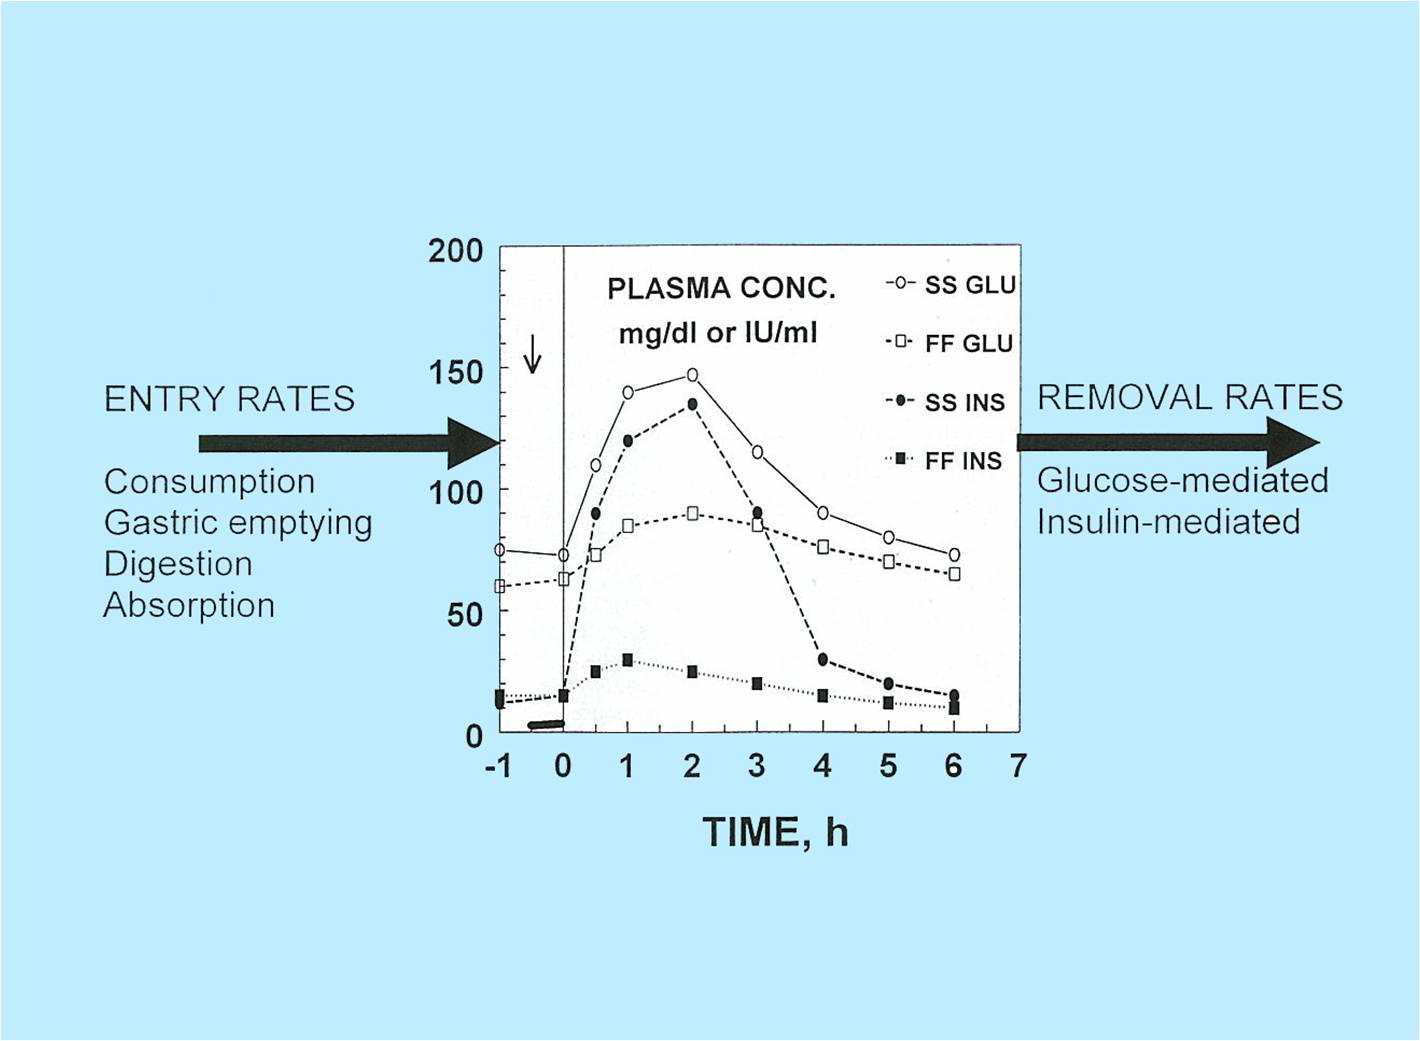 200
150
100
50
0
-1 0 1 2 3 4 5 6 7
TIME, h
PLASMA CONC.
mg/dl or IU/ml
SS GLU
FF GLU
SS INS
FF INS
ENTRY RATES
Consumption
Gastric emptying
Digestion
Absorption
REMOVAL RATES
Glucose-mediated
Insulin-mediated